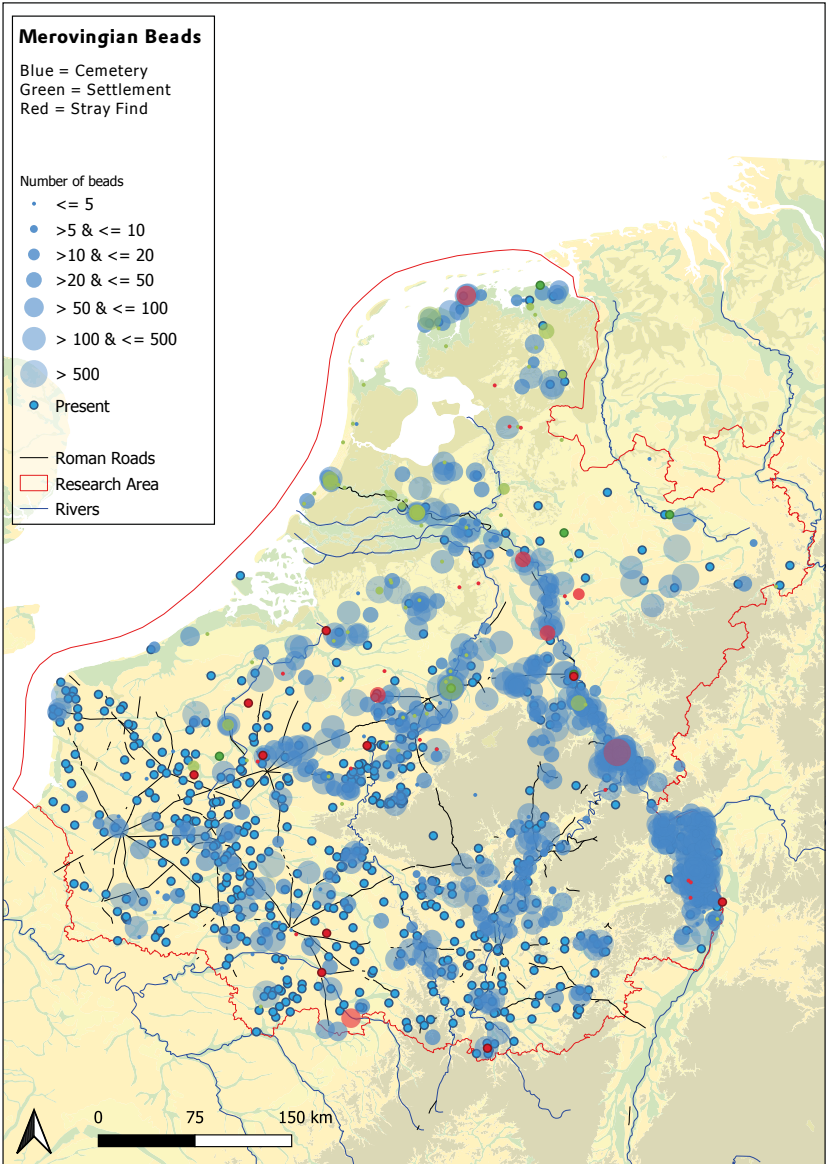 Merovingian Beads
Blue = Cemetery
Green = Settlement
Red = Stray Find
Number of beads
<= 5
>5 & <= 10
>10 & <= 20
>20 & <= 50
> 50 & <= 100
> 100 & <= 500
> 500
Present
Roman Roads
Research Area
Rivers
0 75 150 km